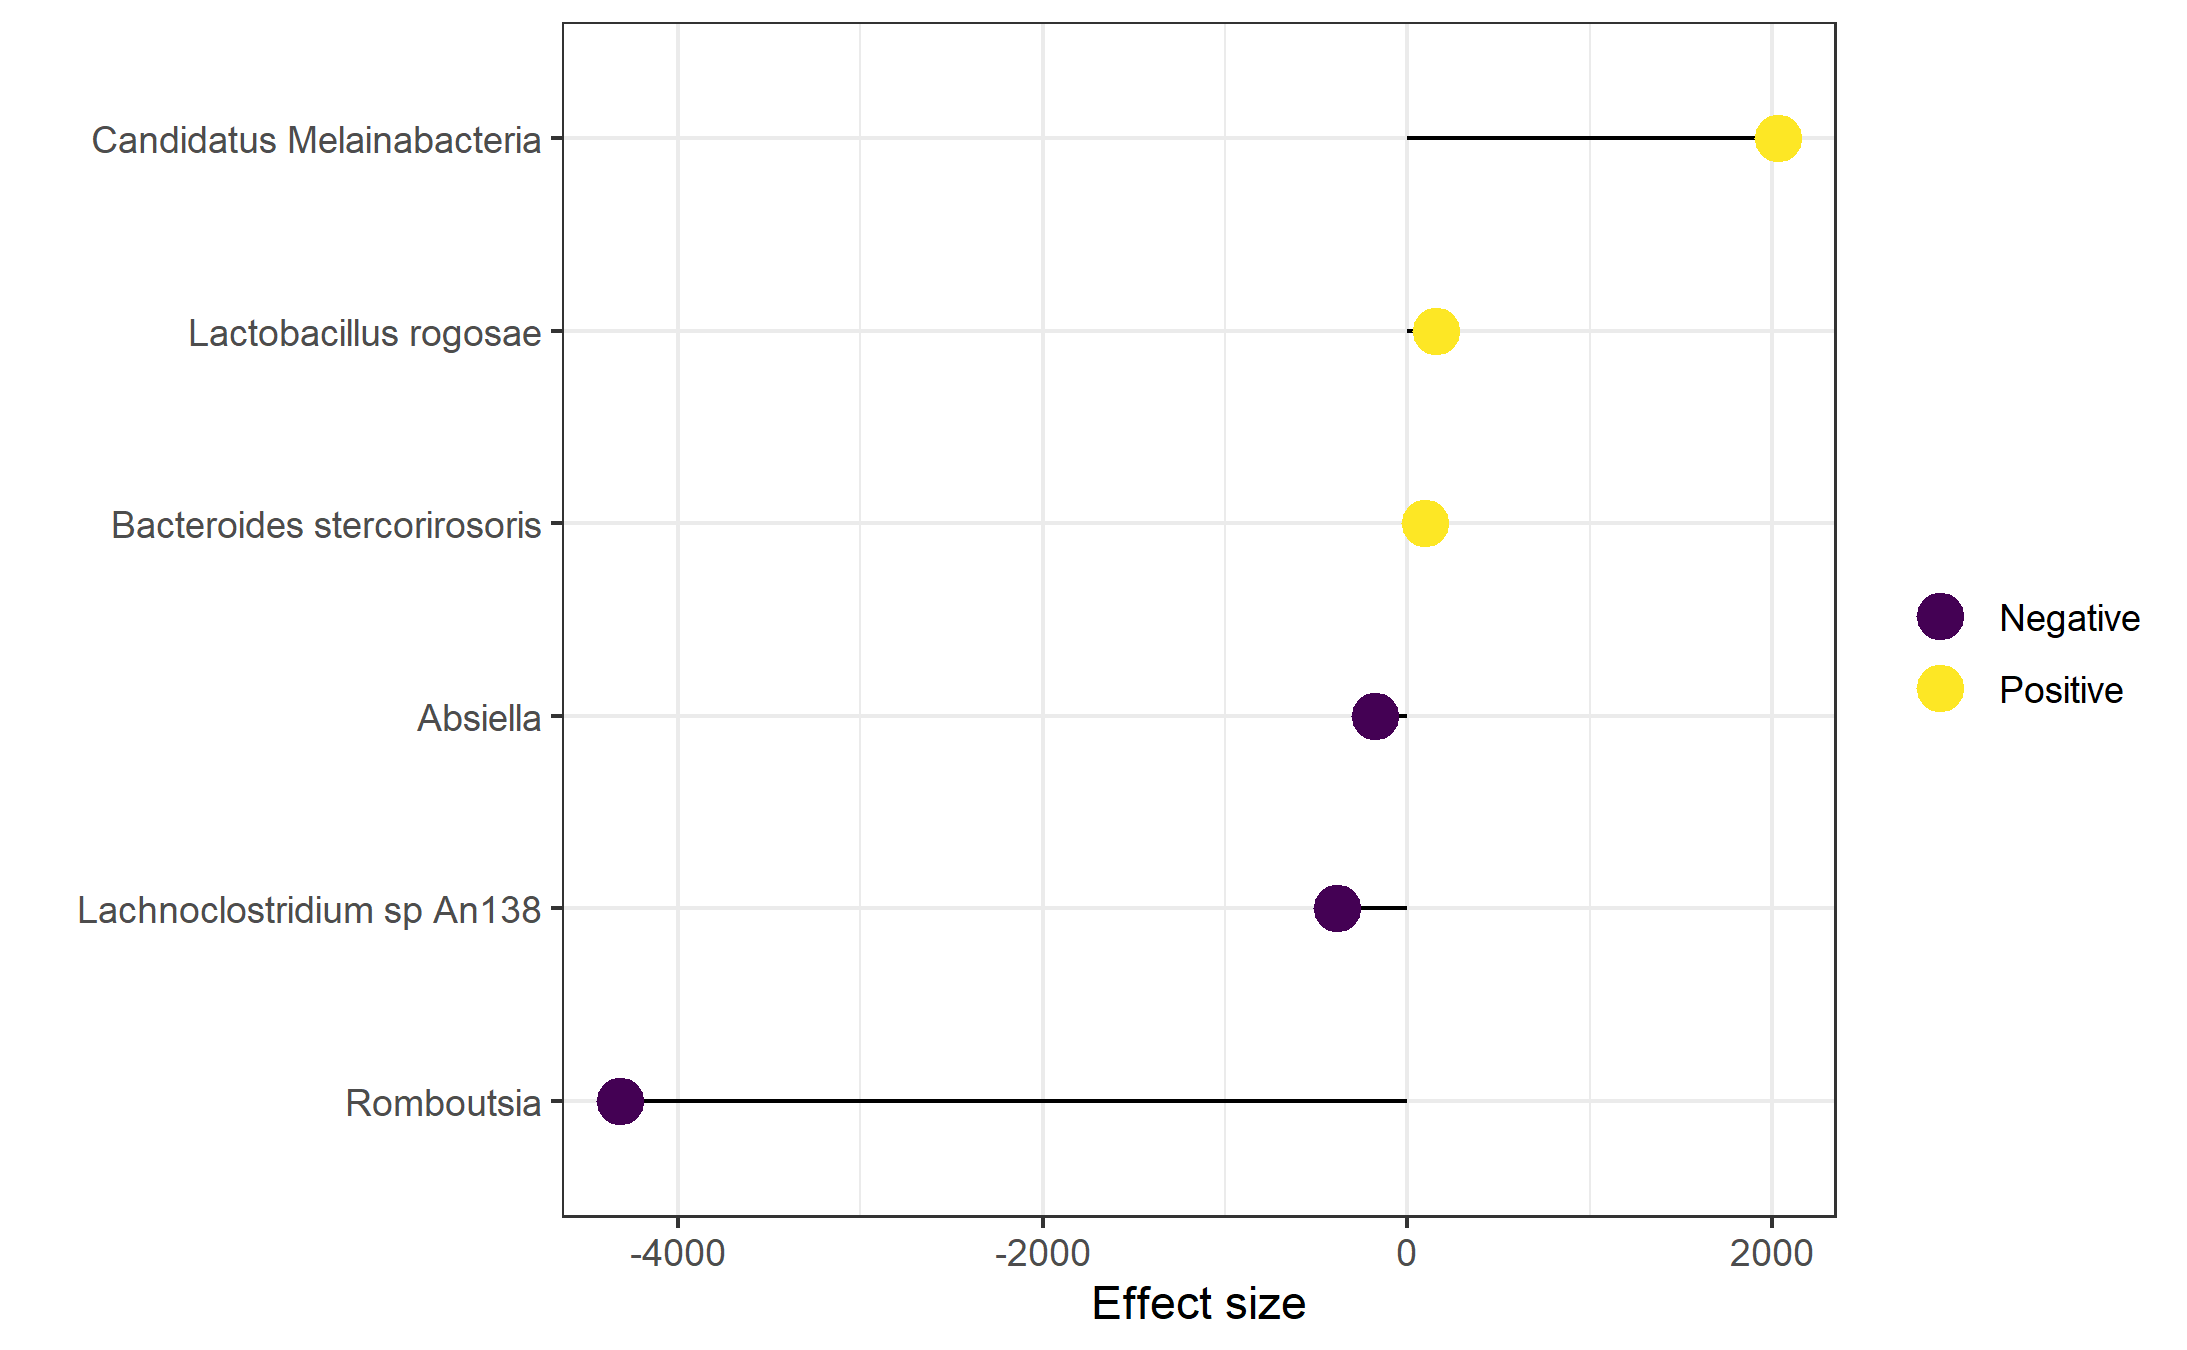 Candidatus Melainabacteria
Lactobacillus rogosae
Bacteroides stercorirosoris
Absiella
Lachnoclostridium sp An138
Romboutsia
-4000 -2000 0 2000
Effect size
Negative
Positive